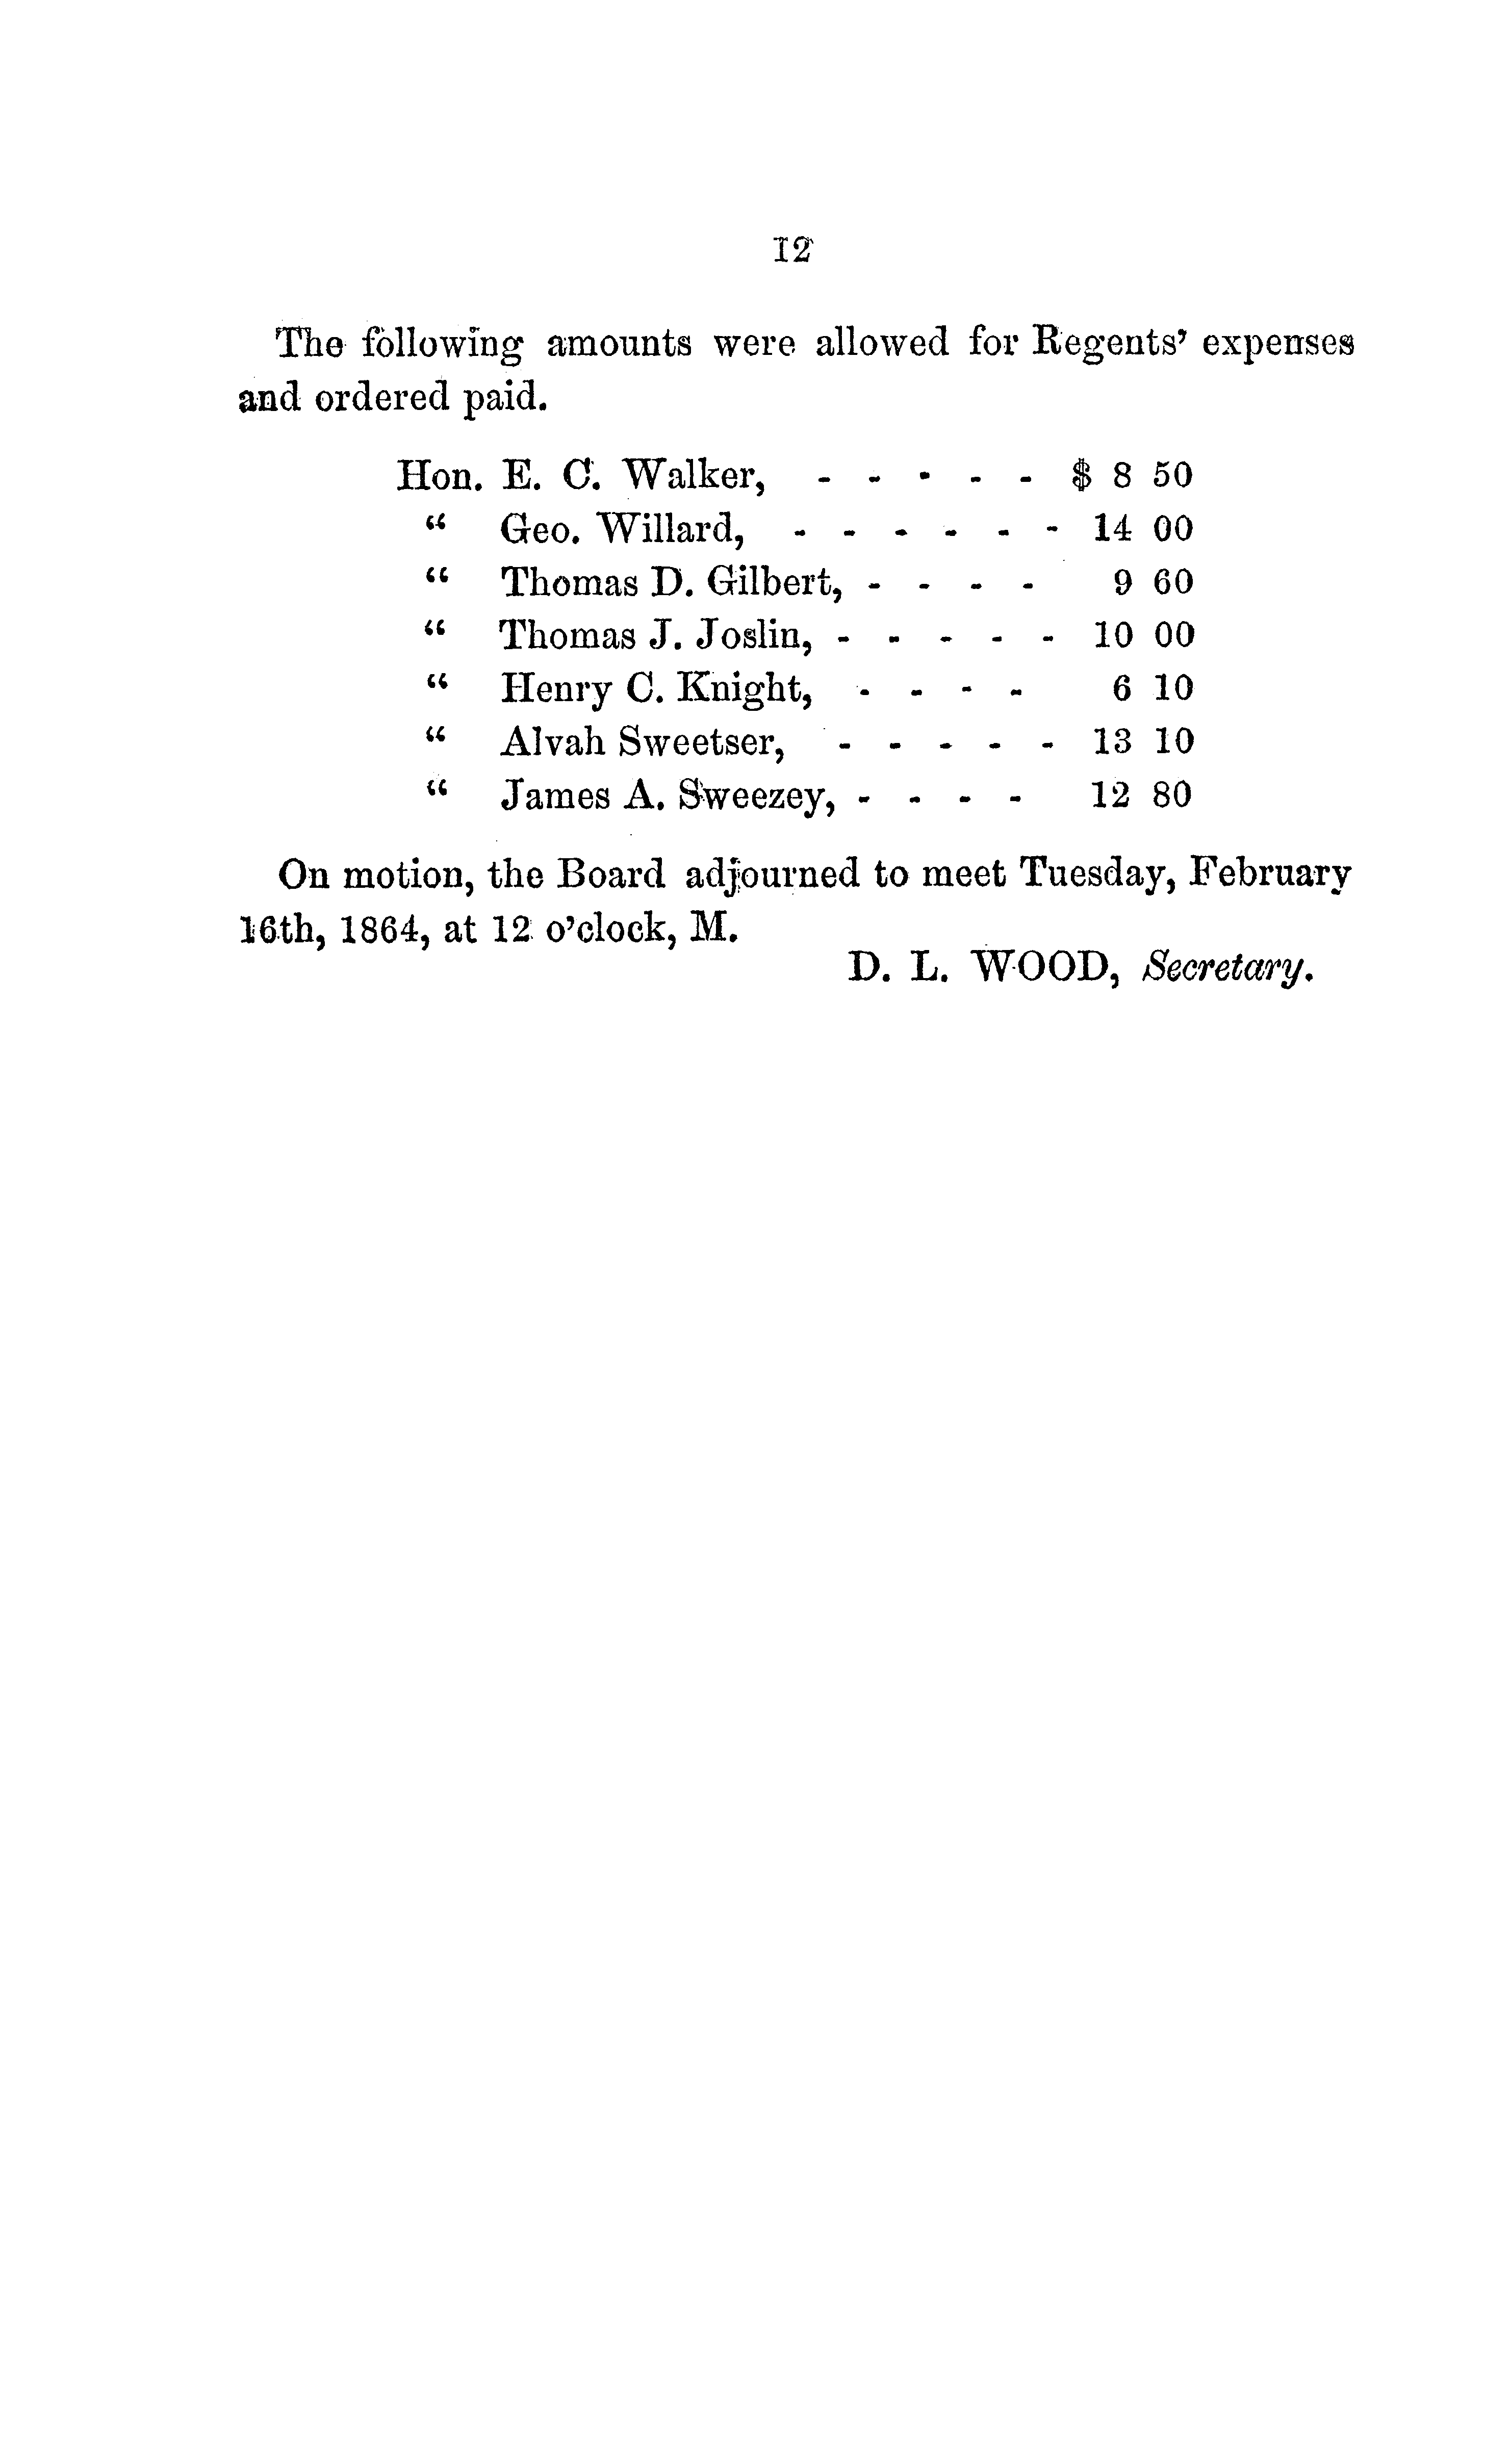 12
The following amounts were allowed for Regents' expenses
and ordered paid.
Hon. E. C. Walker, - - - - - $ 8 50
“ Geo. Willard, - - - - - - 14 00
“ Thomas D. Gilbert, - - - - 9 60
“ Thomas J. Joslin, - - - - - 10 00
“ Henry C. Knight, - - - - 6 10
“ Alvah Sweetser, - - - - - 13 10
“ James A. Sweezey, - - - - 12 80
On motion, the Board adjourned to meet Tuesday, February
16th, 1864, at 12 o'clock, M.
D. L. WOOD, Secretary.